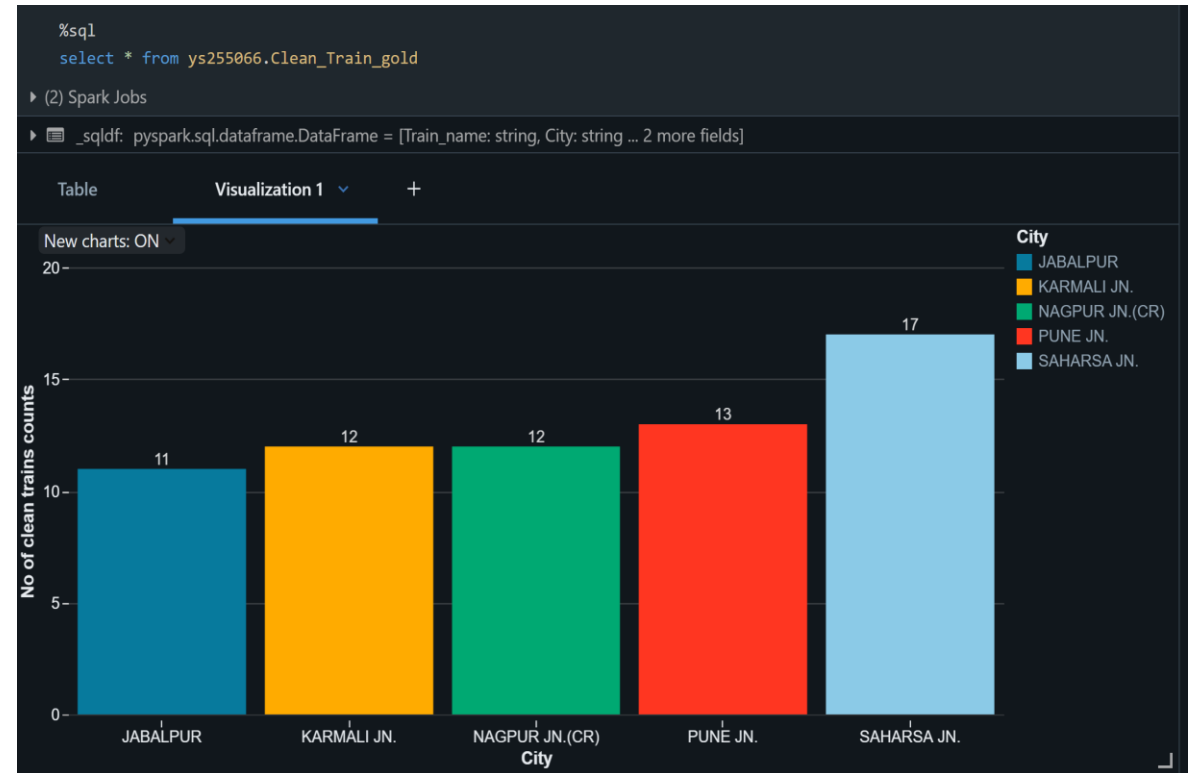 %sql
select * from ys255066.Clean_Train_gold
(2) Spark Jobs
_sqldf: pyspark.sql.dataframe.DataFrame = [Train_name: string, City: string ... 2 more fields]
Table
Visualization 1
+
New charts: ON
City
JABALPUR
KARMALI JN.
NAGPUR JN.(CR)
PUNE JN.
SAHARSA JN.
No of clean trains counts
20
15
10
5
0
11
12
12
13
17
JABALPUR
KARMALI JN.
NAGPUR JN.(CR)
PUNE JN.
SAHARSA JN.
City